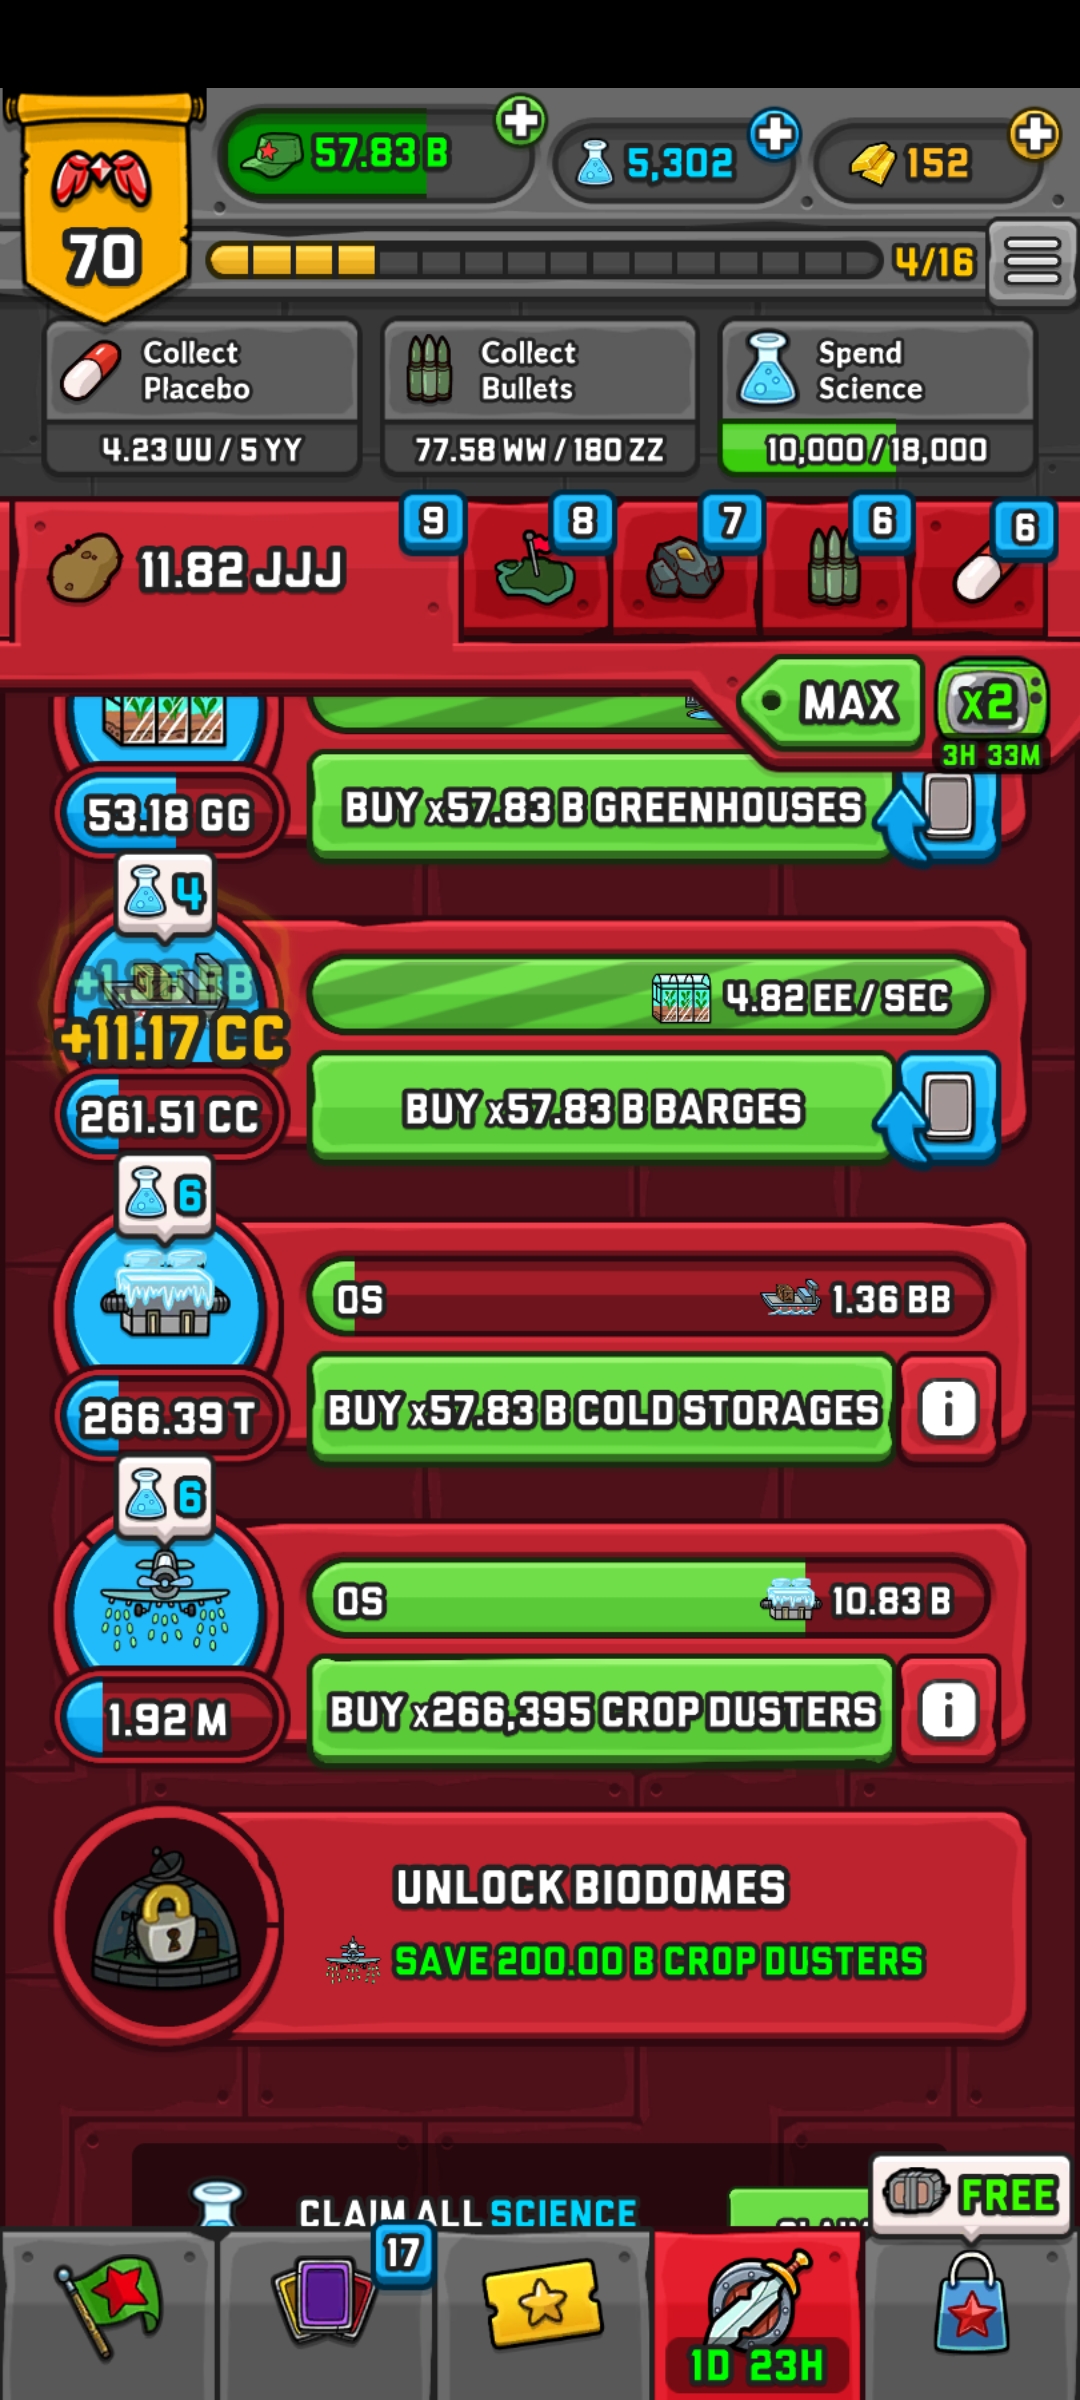 57.83 B
5,302
152
70
4/16
Collect
Placebo
4.23 UU / 5 YY
Collect
Bullets
77.58 WW / 180 ZZ
Spend
Science
10,000 / 18,000
11.82 JJJ
9
8
7
6
6
MAX
x2
3H 33M
53.18 GG
BUY x57.83 B GREENHOUSES
4
+11.17 CC
261.51 CC
4.82 EE / SEC
BUY x57.83 B BARGES
6
0S
1.36 BB
266.39 T
BUY x57.83 B COLD STORAGES
i
6
0S
10.83 B
1.92 M
BUY x266,395 CROP DUSTERS
i
UNLOCK BIODOMES
SAVE 200.00 B CROP DUSTERS
CLAIM ALL SCIENCE
FREE
17
1D 23H